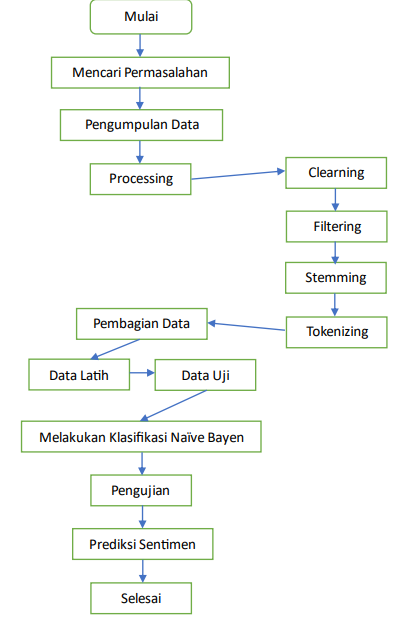 Mulai
Mencari Permasalahan
Pengumpulan Data
Processing
Clearning
Filtering
Stemming
Tokenizing
Pembagian Data
Data Latih
Data Uji
Melakukan Klasifikasi Naïve Bayen
Pengujian
Prediksi Sentimen
Selesai